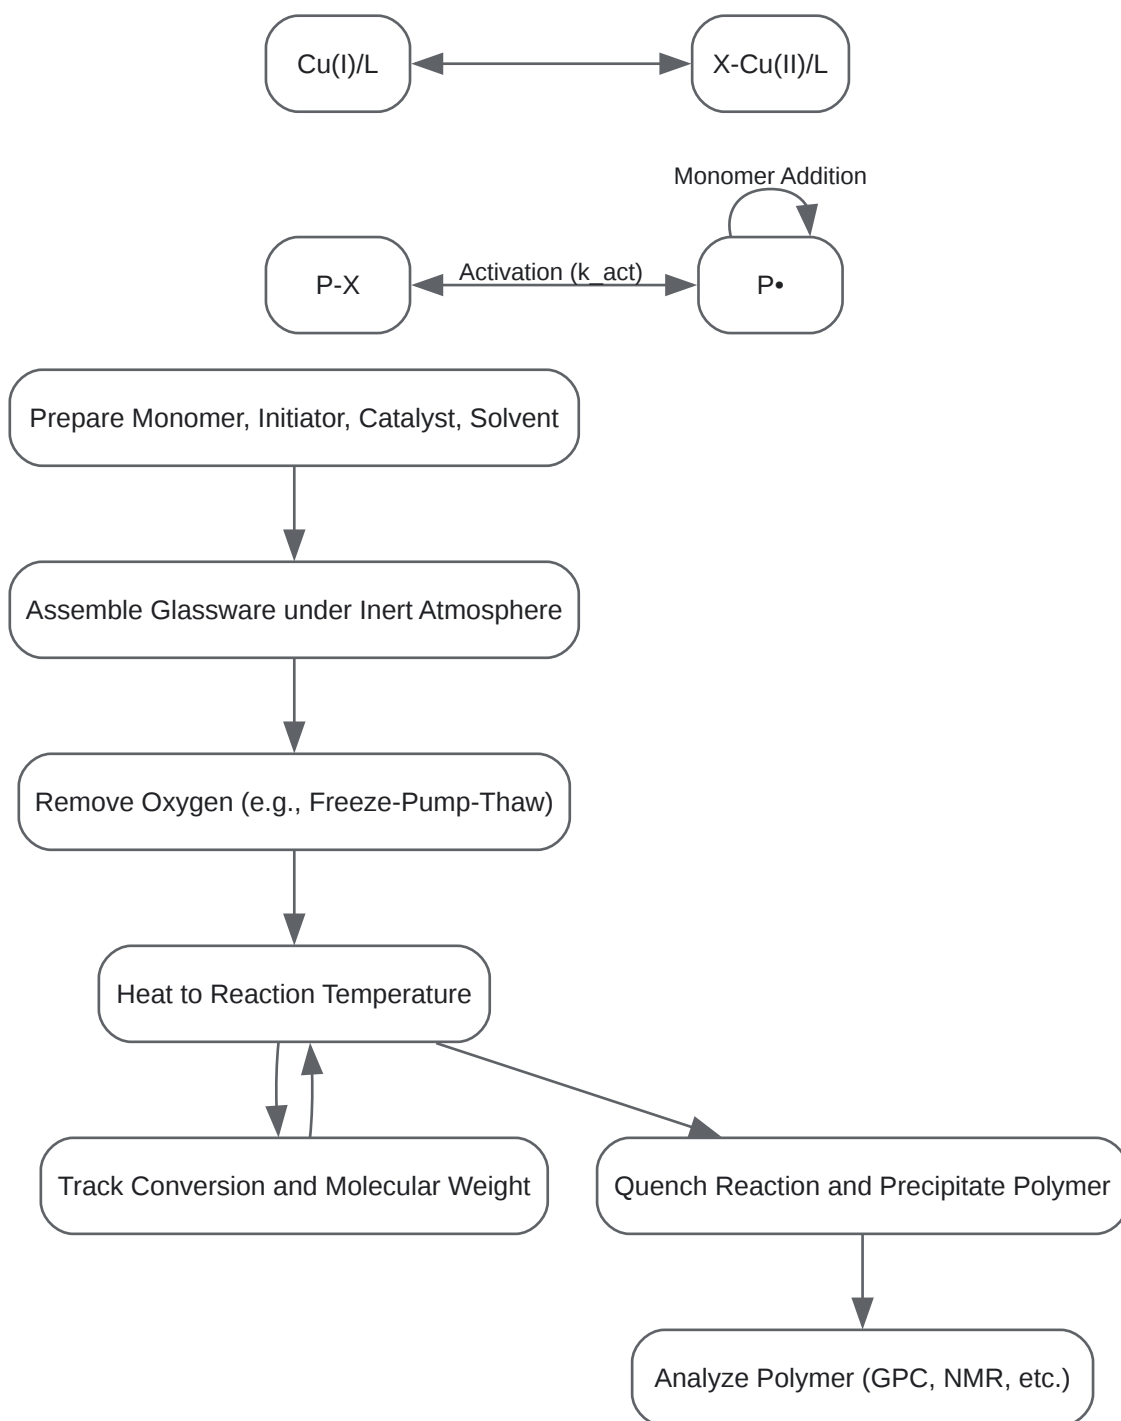 Cu(I)/L
X-Cu(II)/L
Monomer Addition
P-X
Activation (k_act)
P•
Prepare Monomer, Initiator, Catalyst, Solvent
Assemble Glassware under Inert Atmosphere
Remove Oxygen (e.g., Freeze-Pump-Thaw)
Heat to Reaction Temperature
Track Conversion and Molecular Weight
Quench Reaction and Precipitate Polymer
Analyze Polymer (GPC, NMR, etc.)